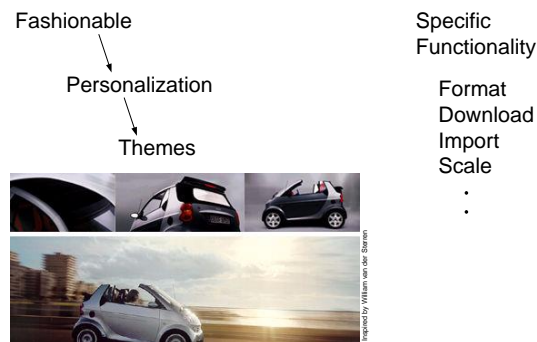 Fashionable
Personalization
Themes
Specific
Functionality
Format
Download
Import
Scale
Inspired by William van der Sterren